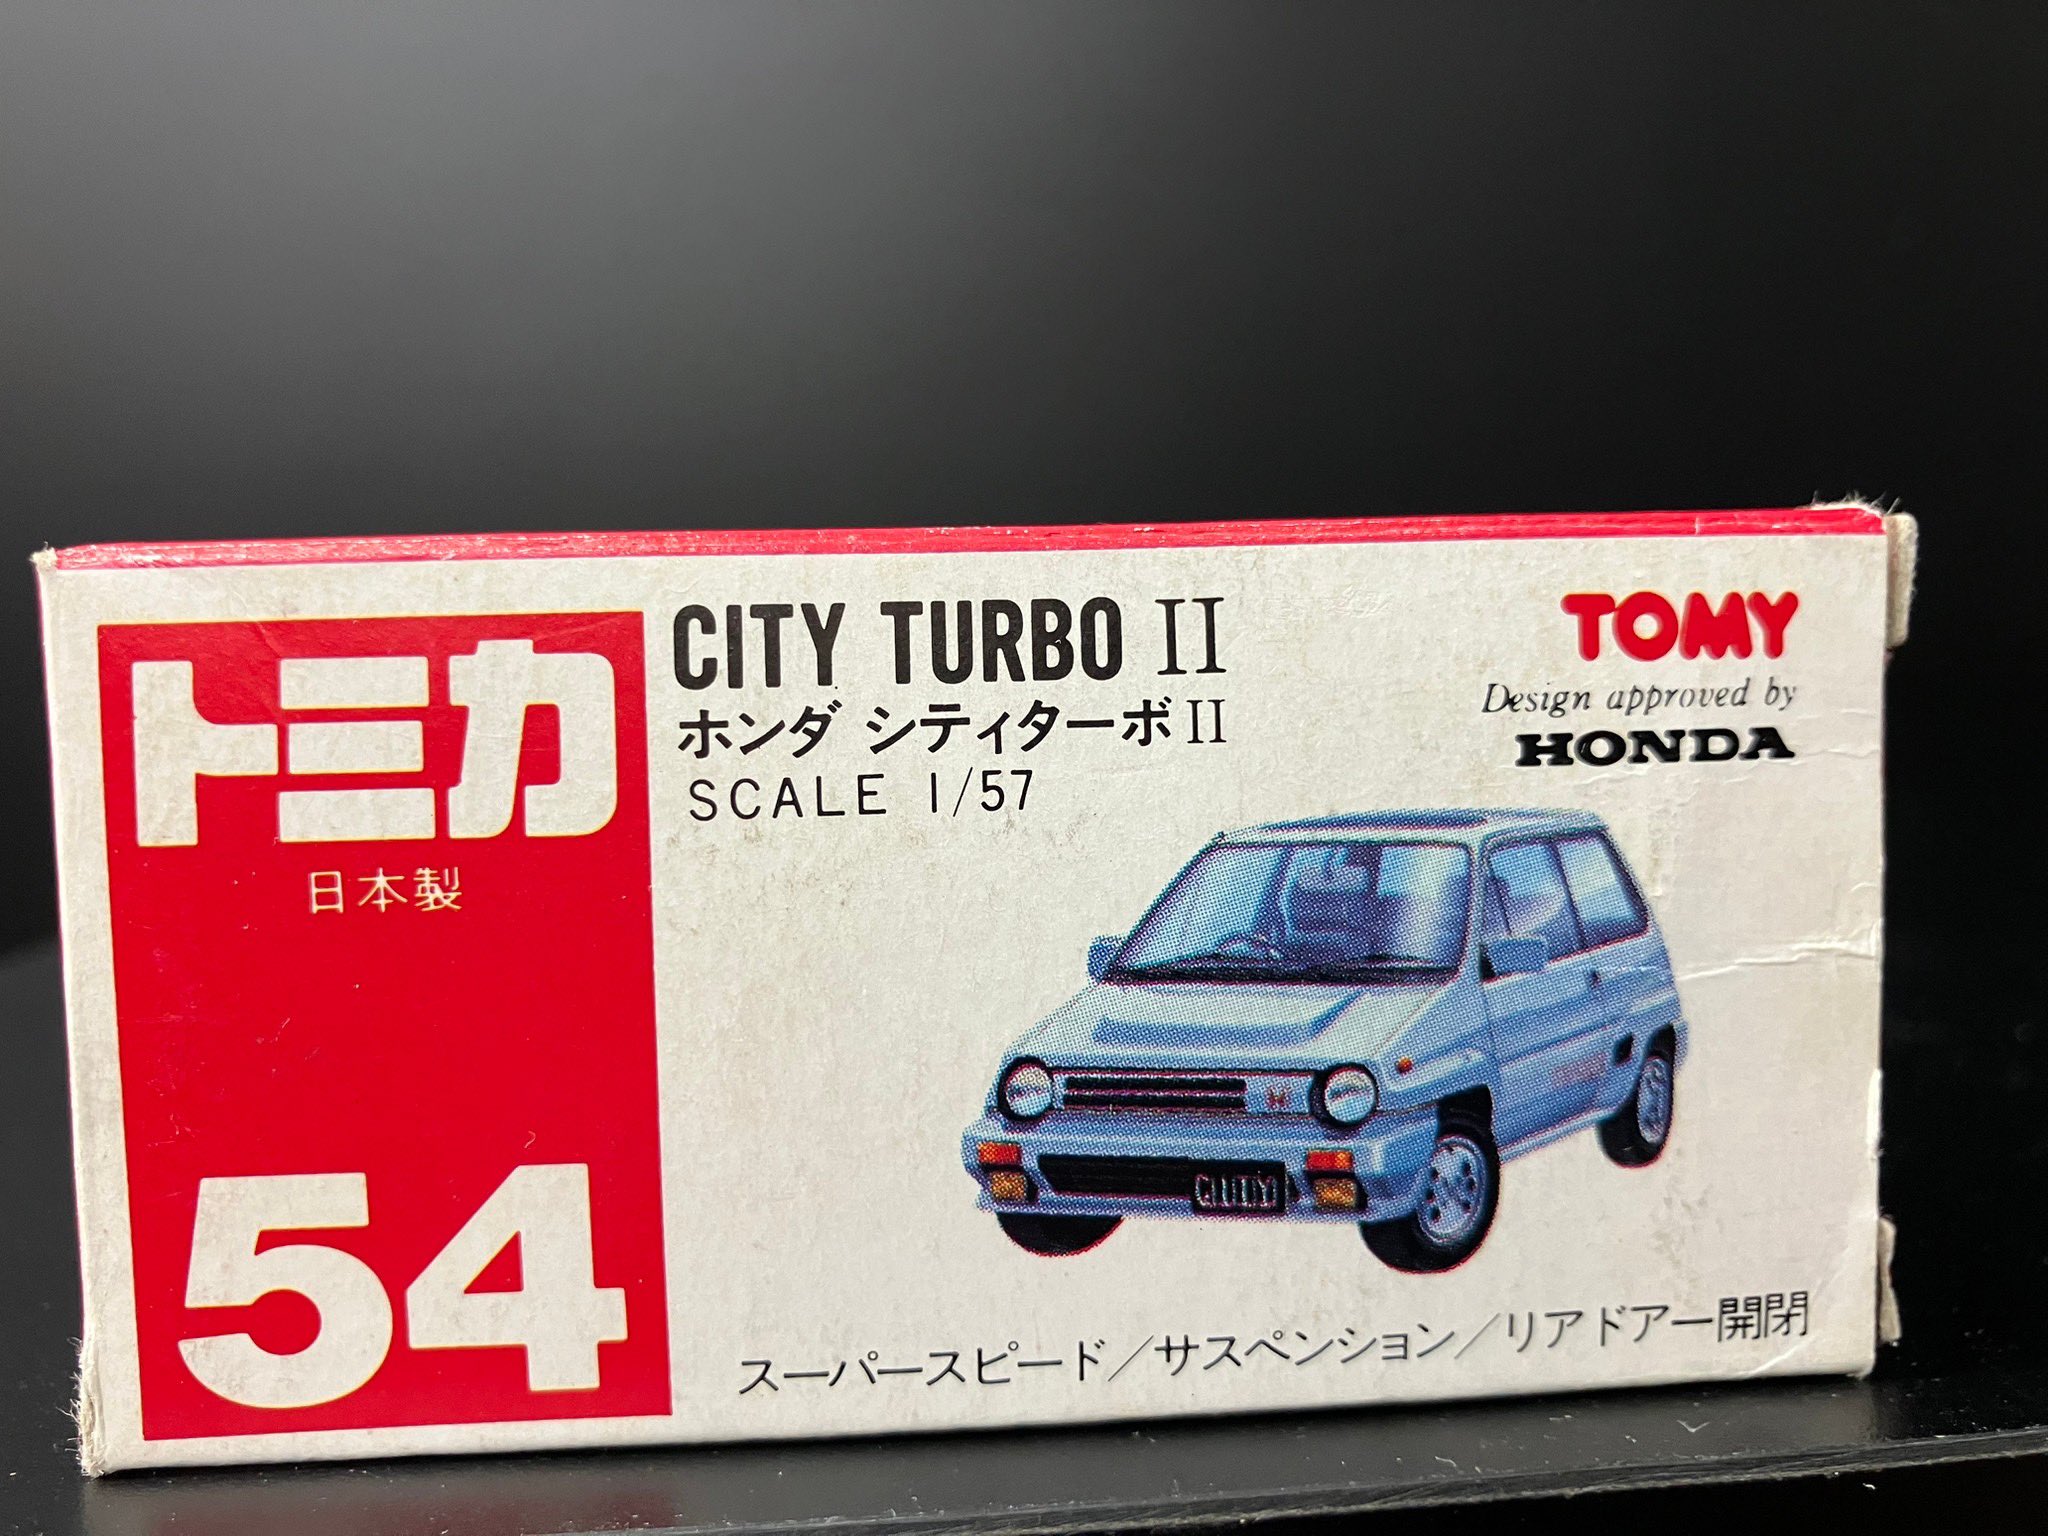 トミカ
日本製
54
CITY TURBO II
ホンダ シティターボII
SCALE 1/57
TOMY
Design approved by
HONDA
スーパースピード／サスペンション／リアドアー開閉